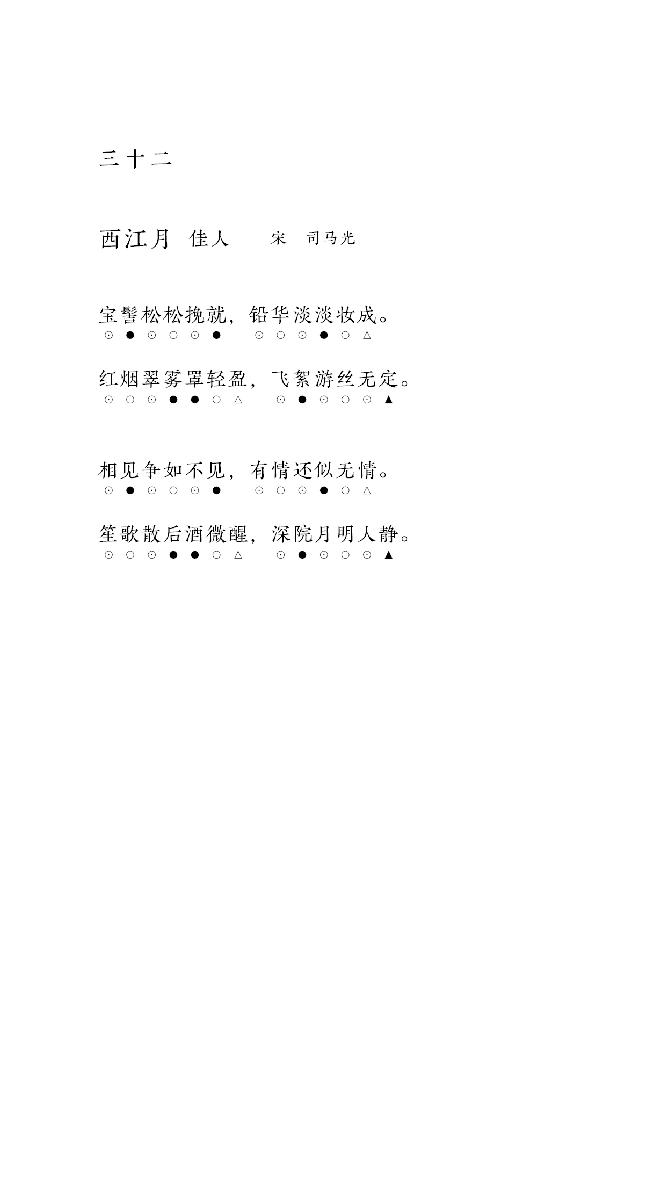 三十二
西江月 佳人 宋 司马光
宝髻松松挽就，铅华淡淡妆成。
⊙●⊙○⊙● ⊙○⊙●○△
红烟翠雾罩轻盈，飞絮游丝无定。
⊙○⊙●●○△ ⊙●⊙○⊙▲
相见争如不见，有情还似无情。
⊙●⊙○⊙● ⊙○⊙●○△
笙歌散后酒微醒，深院月明人静。
⊙○⊙●●○△ ⊙●⊙○⊙▲